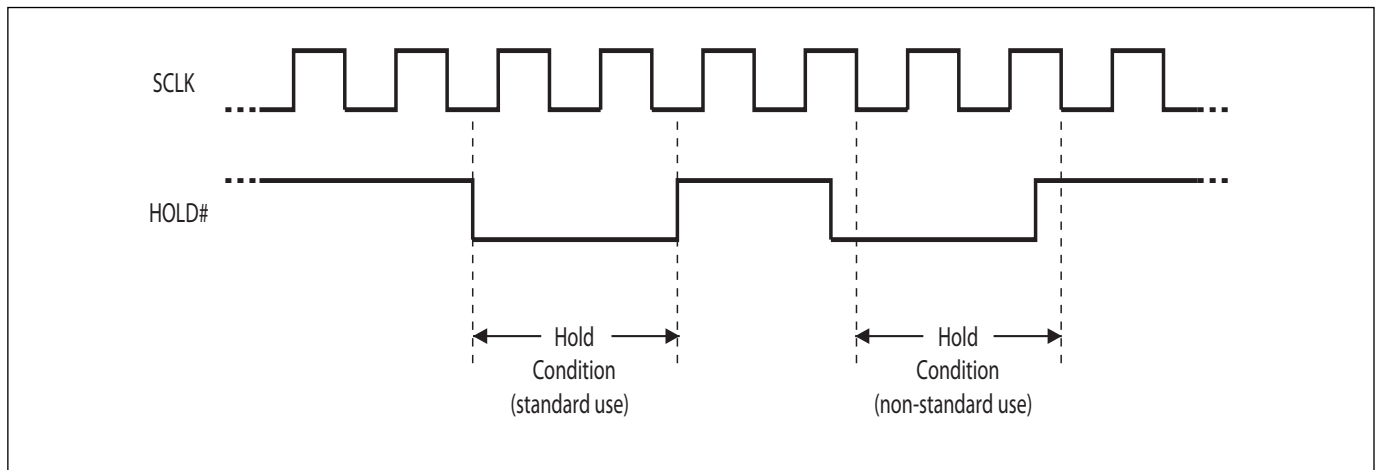 SCLK
HOLD#
Hold
Condition
(standard use)
Hold
Condition
(non-standard use)